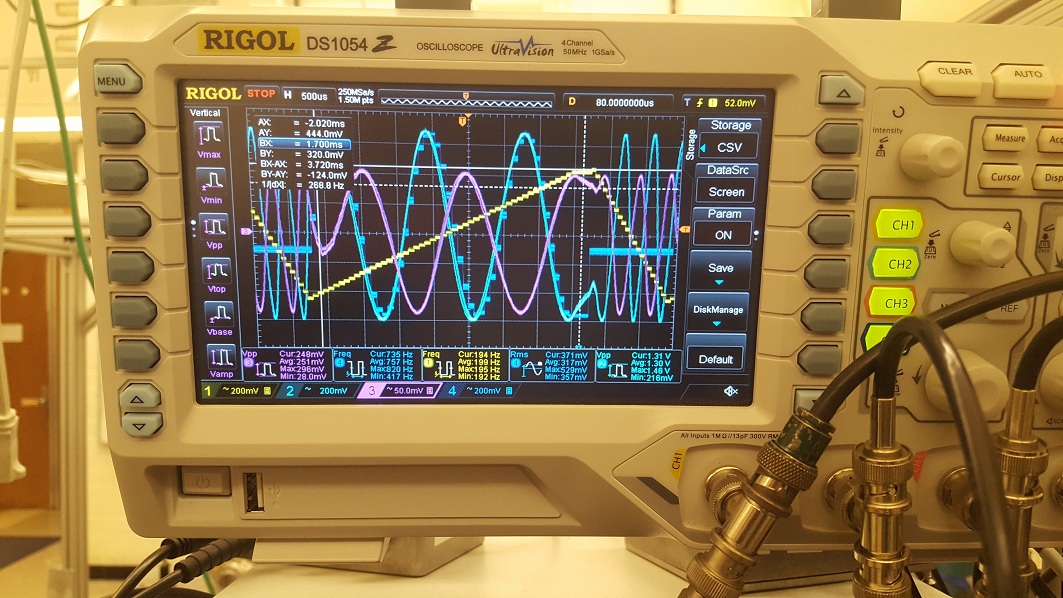 RIGOL DS1054 Z OSCILLOSCOPE UltraVision 4 Channel 50MHz 1GSa/s
CLEAR AUTO
MENU
RIGOL STOP H 500us 250MSa/s 1.50M pts D 80.0000000us T 1 52.0mV
Vertical
AX: = -2.020ms
AY: = 444.0mV
BX: = 1.700ms
BY: = 320.0mV
BX-AX: = 3.720ms
BY-AY: = -124.0mV
1/|dX|: = 268.8 Hz
Vmax
Vmin
Vpp
Vtop
Vbase
Vamp
Storage
Storage
CSV
DataSrc
Screen
Param
ON
Save
DiskManage
Default
Vpp Cur:248mV Avg:251mV Max:296mV Min:28.0mV
Freq Cur:735 Hz Avg:757 Hz Max:820 Hz Min:417 Hz
Freq Cur:194 Hz Avg:199 Hz Max:195 Hz Min:192 Hz
Rms Cur:371mV Avg:317mV Max:529mV Min:357mV
Vpp Cur:1.31 V Avg:1.30 V Max:1.46 V Min:216mV
1 ~ 200mV 2 ~ 200mV 3 ~ 50.0mV 4 ~ 200mV
Intensity
Measure
Cursor
CH1
CH2
CH3
Zero
REF
All Inputs 1MΩ//13pF 300V
CH1